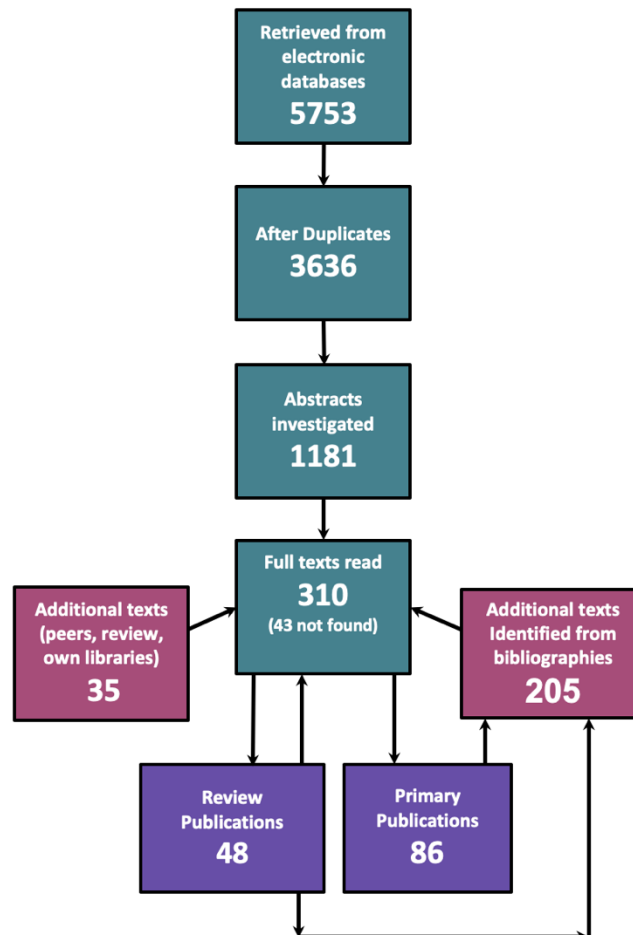 Retrieved from
electronic
databases
5753
After Duplicates
3636
Abstracts
investigated
1181
Full texts read
310
(43 not found)
Additional texts
(peers, review,
own libraries)
35
Additional texts
Identified from
bibliographies
205
Review
Publications
48
Primary
Publications
86